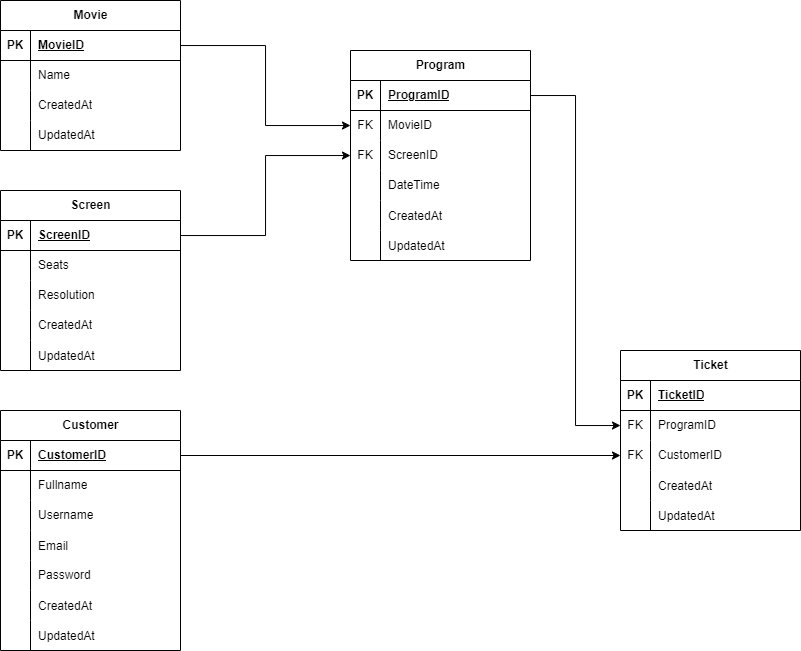 Movie
PK MovieID
Name
CreatedAt
UpdatedAt
Screen
PK ScreenID
Seats
Resolution
CreatedAt
UpdatedAt
Customer
PK CustomerID
Fullname
Username
Email
Password
CreatedAt
UpdatedAt
Program
PK ProgramID
FK MovieID
FK ScreenID
DateTime
CreatedAt
UpdatedAt
Ticket
PK TicketID
FK ProgramID
FK CustomerID
CreatedAt
UpdatedAt